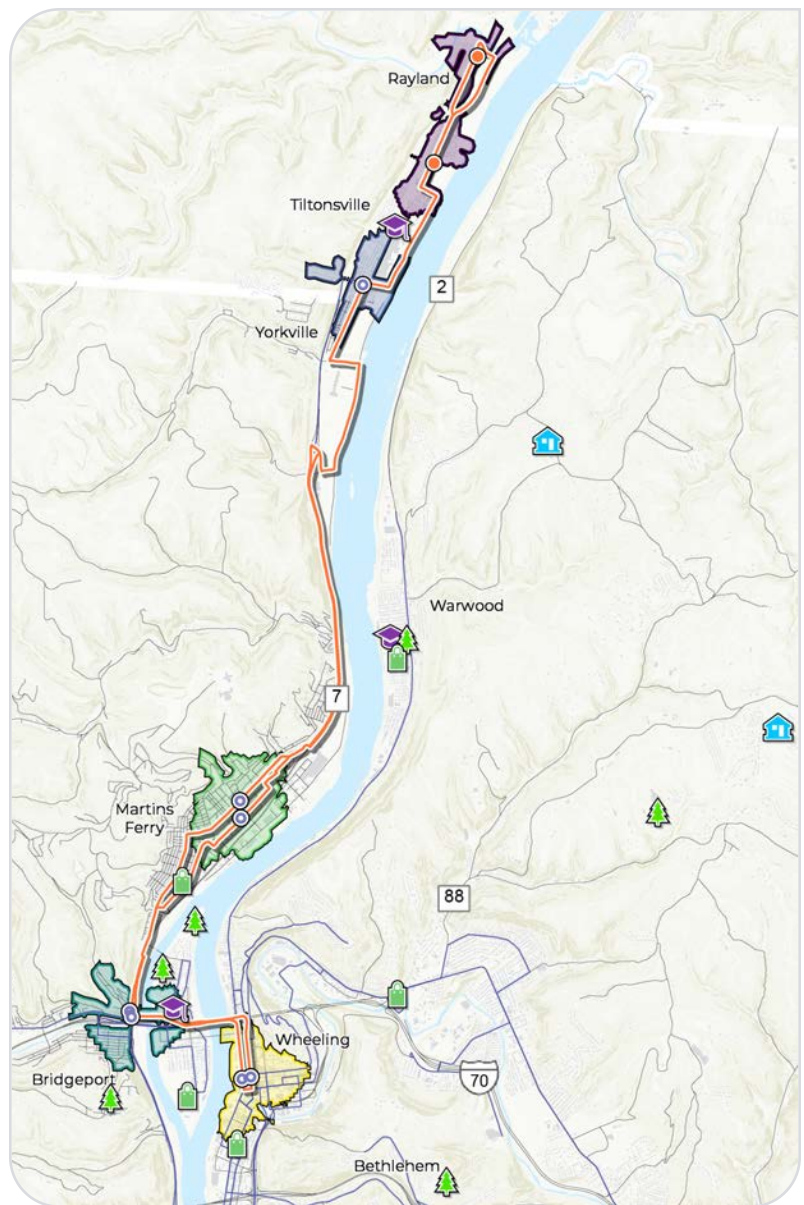 Rayland
Tiltonsville
2
Yorkville
Warwood
7
Martins
Ferry
88
Wheeling
Bridgeport
70
Bethlehem